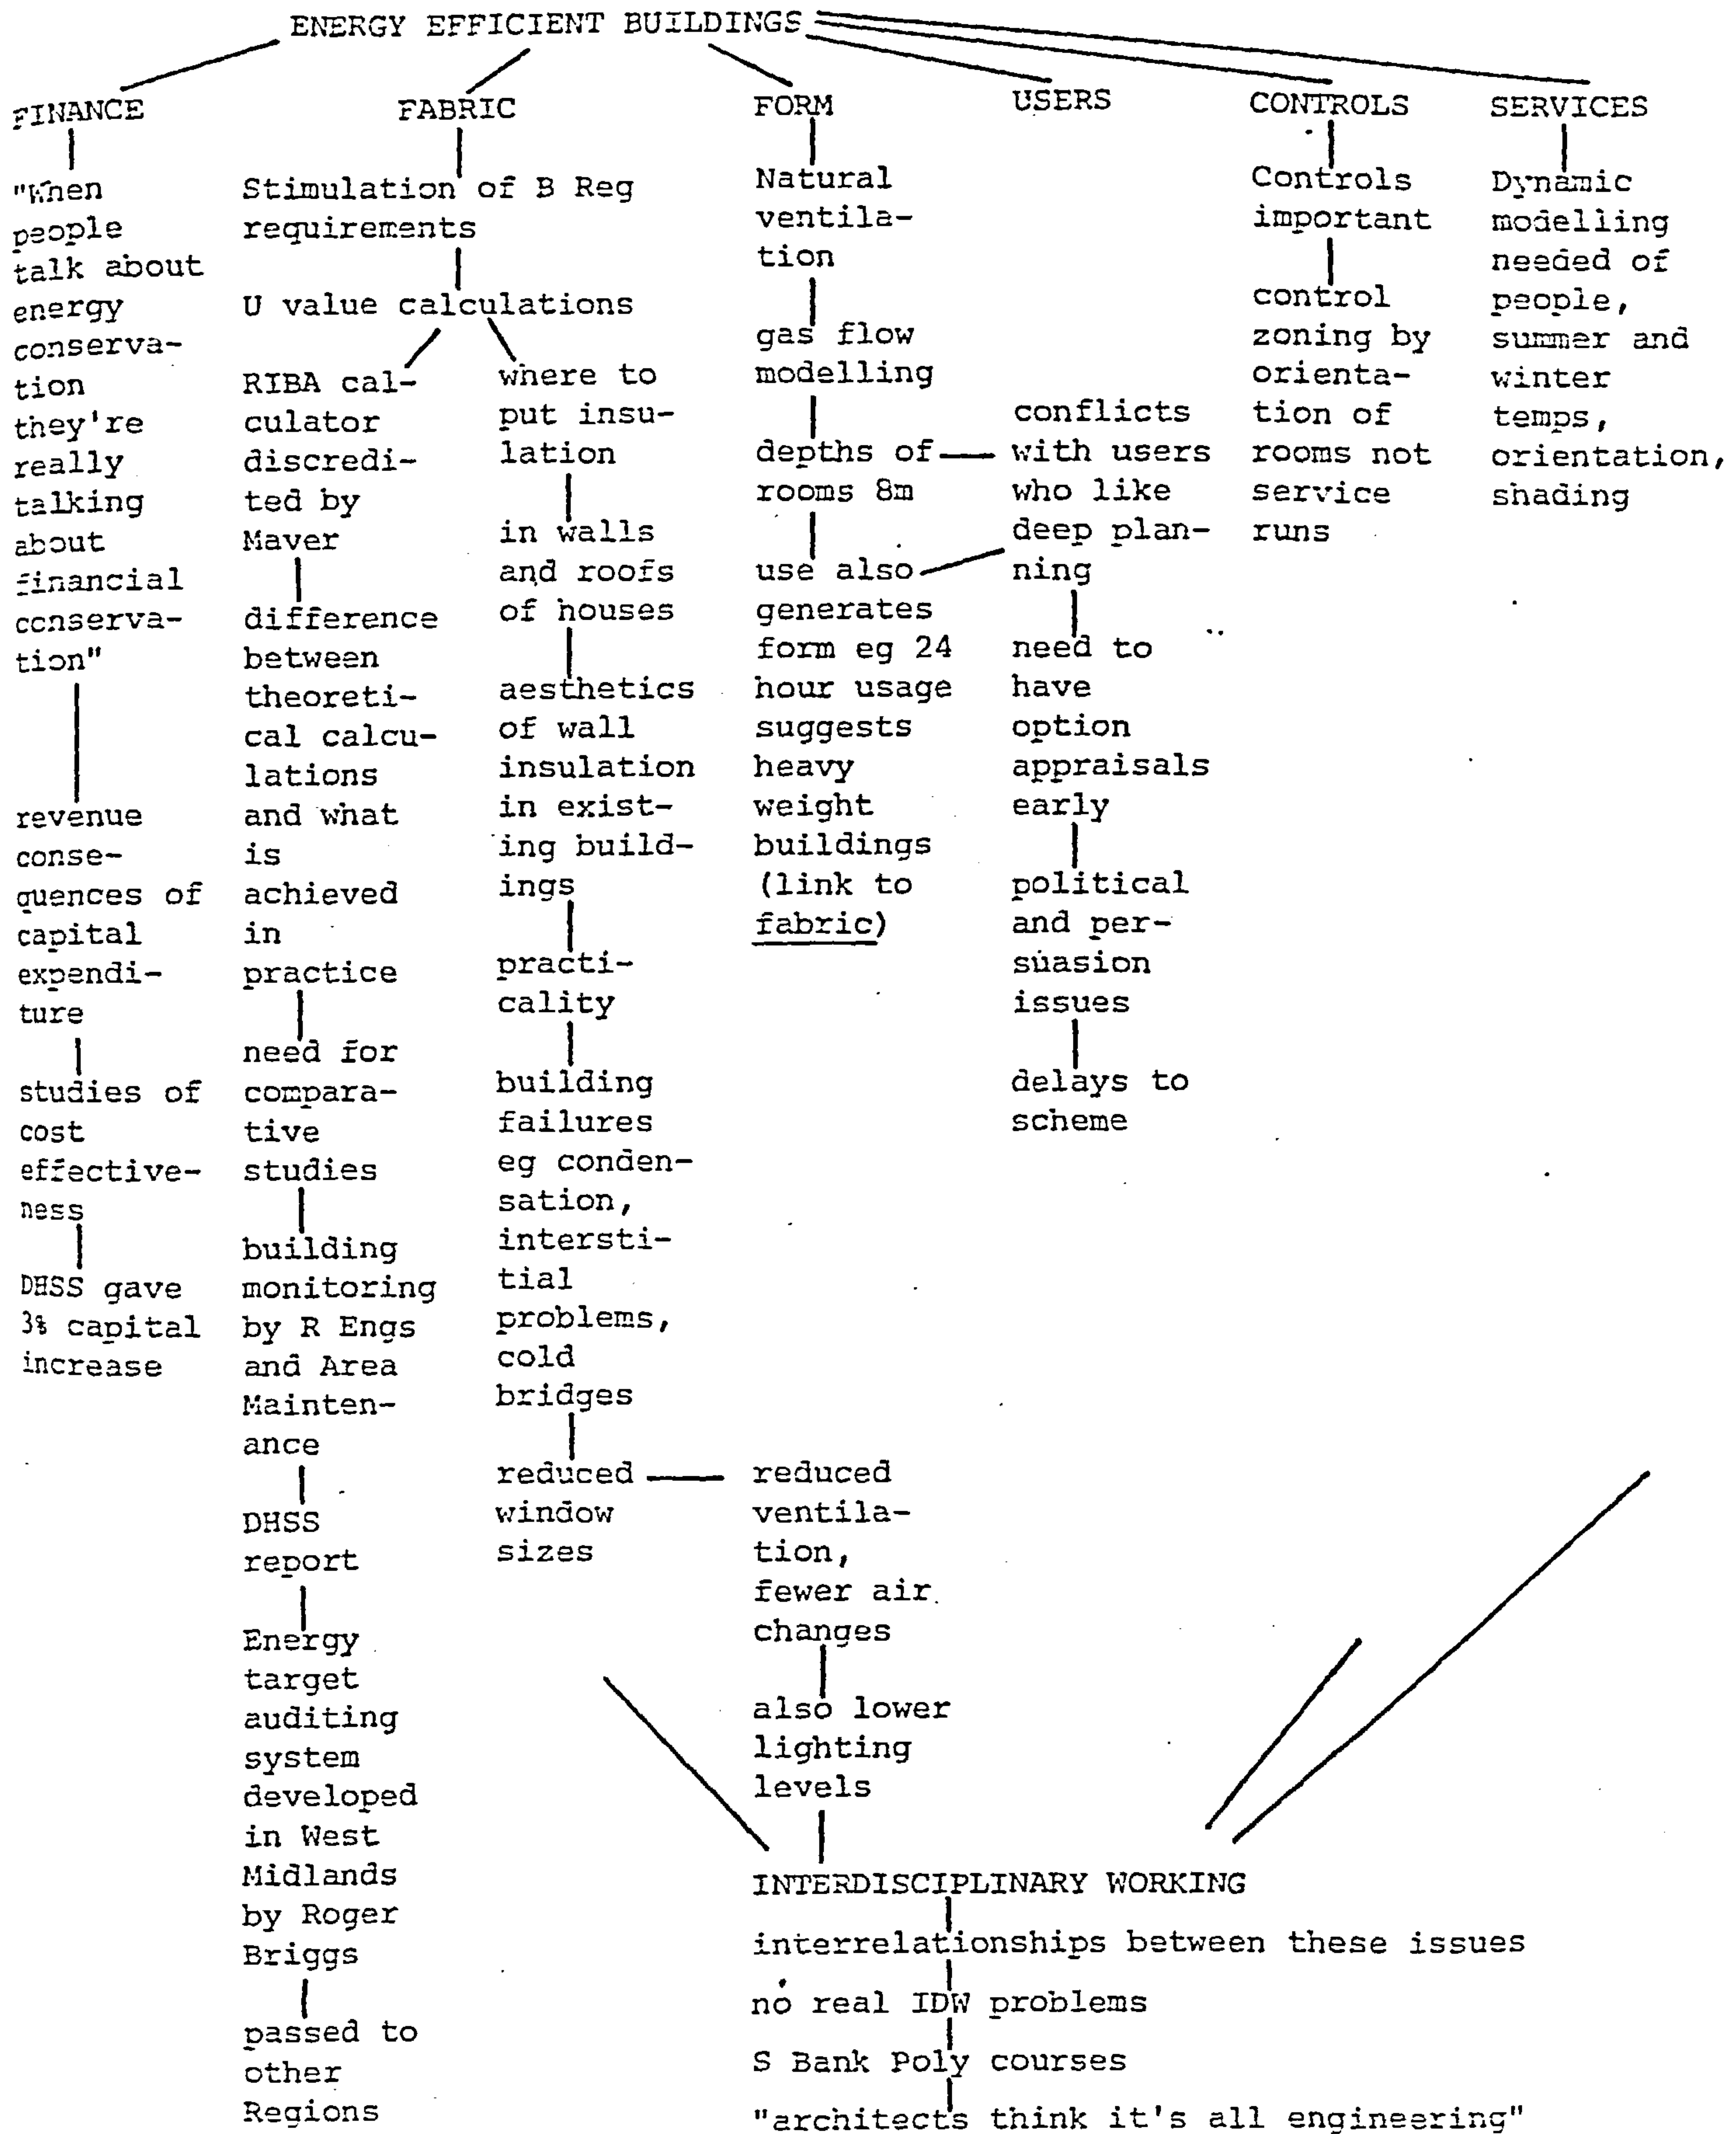 ENERGY EFFICIENT BUILDINGS
FINANCE
"When
people
talk about
energy
conserva-
tion
they're
really
talking
about
financial
conserva-
tion"
revenue
conse-
quences of
capital
expendi-
ture
studies of
cost
effective-
ness
DHSS gave
3% capital
increase
FABRIC
Stimulation of B Reg
requirements
U value calculations
RIBA cal-
culator
discredi-
ted by
Maver
difference
between
theoreti-
cal calcu-
lations
and what
is
achieved
in
practice
need for
compara-
tive
studies
building
monitoring
by R Engs
and Area
Mainten-
ance
DHSS
report
Energy
target
auditing
system
developed
in West
Midlands
by Roger
Briggs
passed to
other
Regions
where to
put insu-
lation
in walls
and roofs
of houses
aesthetics
of wall
insulation
in exist-
ing build-
ings
practi-
cality
building
failures
eg conden-
sation,
intersti-
tial
problems,
cold
bridges
reduced
window
sizes
FORM
Natural
ventila-
tion
gas flow
modelling
depths of
rooms 8m
use also
generates
form eg 24
hour usage
suggests
heavy
weight
buildings
(link to
fabric)
reduced
ventila-
tion,
fewer air
changes
also lower
lighting
levels
USERS
conflicts
with users
who like
deep plan-
ning
need to
have
option
appraisals
early
political
and per-
suasion
issues
delays to
scheme
CONTROLS
Controls
important
control
zoning by
orienta-
tion of
rooms not
service
runs
SERVICES
Dynamic
modelling
needed of
people,
summer and
winter
temps,
orientation,
shading
INTERDISCIPLINARY WORKING
interrelationships between these issues
no real IDW problems
S Bank Poly courses
"architects think it's all engineering"